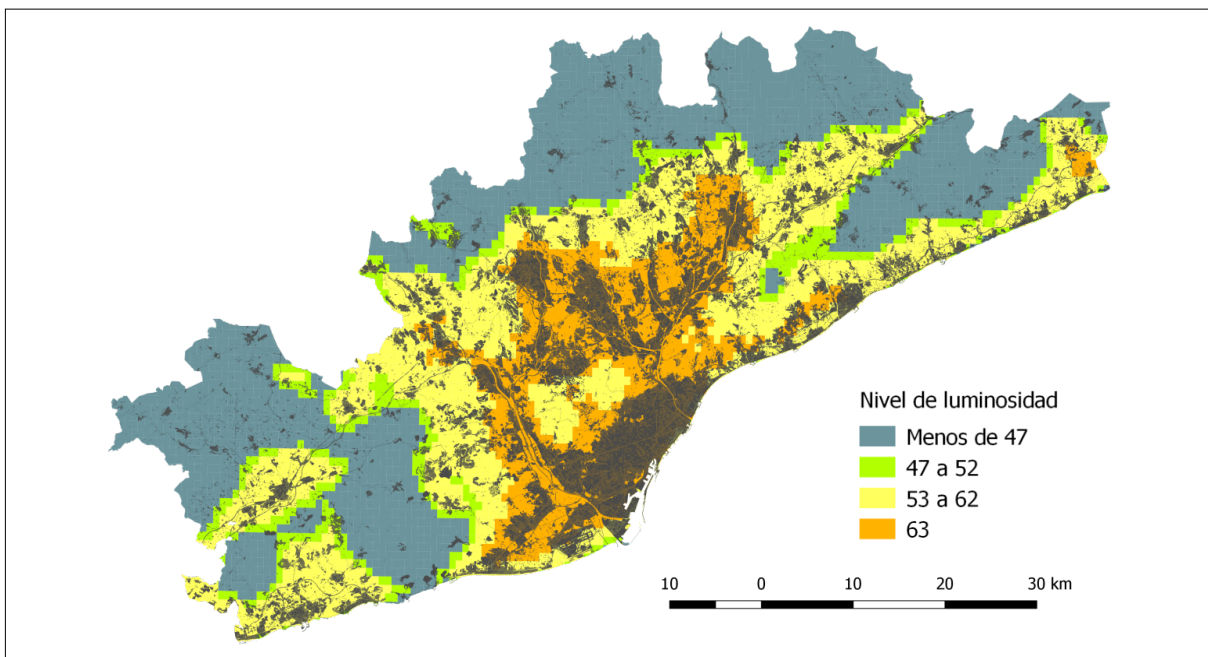 Nivel de luminosidad
Menos de 47
47 a 52
53 a 62
63
10 0 10 20 30 km